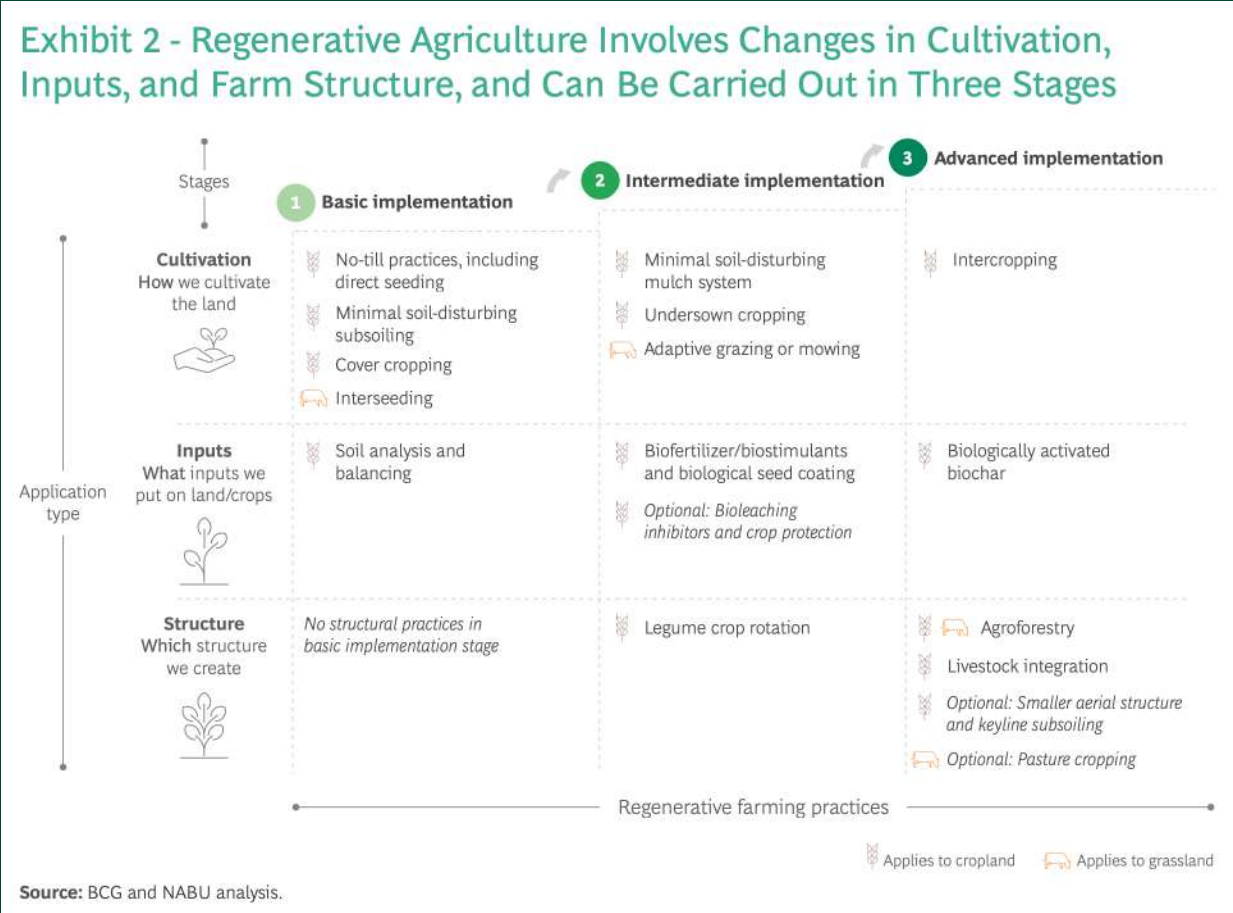 Exhibit 2 - Regenerative Agriculture Involves Changes in Cultivation,
Inputs, and Farm Structure, and Can Be Carried Out in Three Stages
Stages
1 Basic implementation
2 Intermediate implementation
3 Advanced implementation
Application
type
Cultivation
How we cultivate
the land
No-till practices, including
direct seeding
Minimal soil-disturbing
subsoiling
Cover cropping
Interseeding
Minimal soil-disturbing
mulch system
Undersown cropping
Adaptive grazing or mowing
Intercropping
Inputs
What inputs we
put on land/crops
Soil analysis and
balancing
Biofertilizer/biostimulants
and biological seed coating
Optional: Bioleaching
inhibitors and crop protection
Biologically activated
biochar
Structure
Which structure
we create
No structural practices in
basic implementation stage
Legume crop rotation
Agroforestry
Livestock integration
Optional: Smaller aerial structure
and keyline subsoiling
Optional: Pasture cropping
Regenerative farming practices
Applies to cropland
Applies to grassland
Source: BCG and NABU analysis.